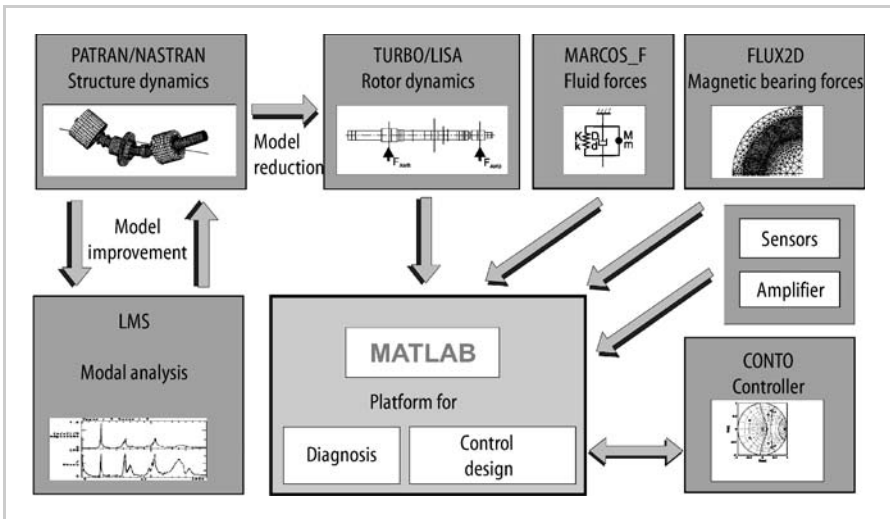 PATRAN/NASTRAN
Structure dynamics
Model
reduction
TURBO/LISA
Rotor dynamics
MARCOS_F
Fluid forces
K D M
k d m
FLUX2D
Magnetic bearing forces
Model
improvement
Sensors
Amplifier
LMS
Modal analysis
MATLAB
Platform for
Diagnosis
Control
design
CONTO
Controller